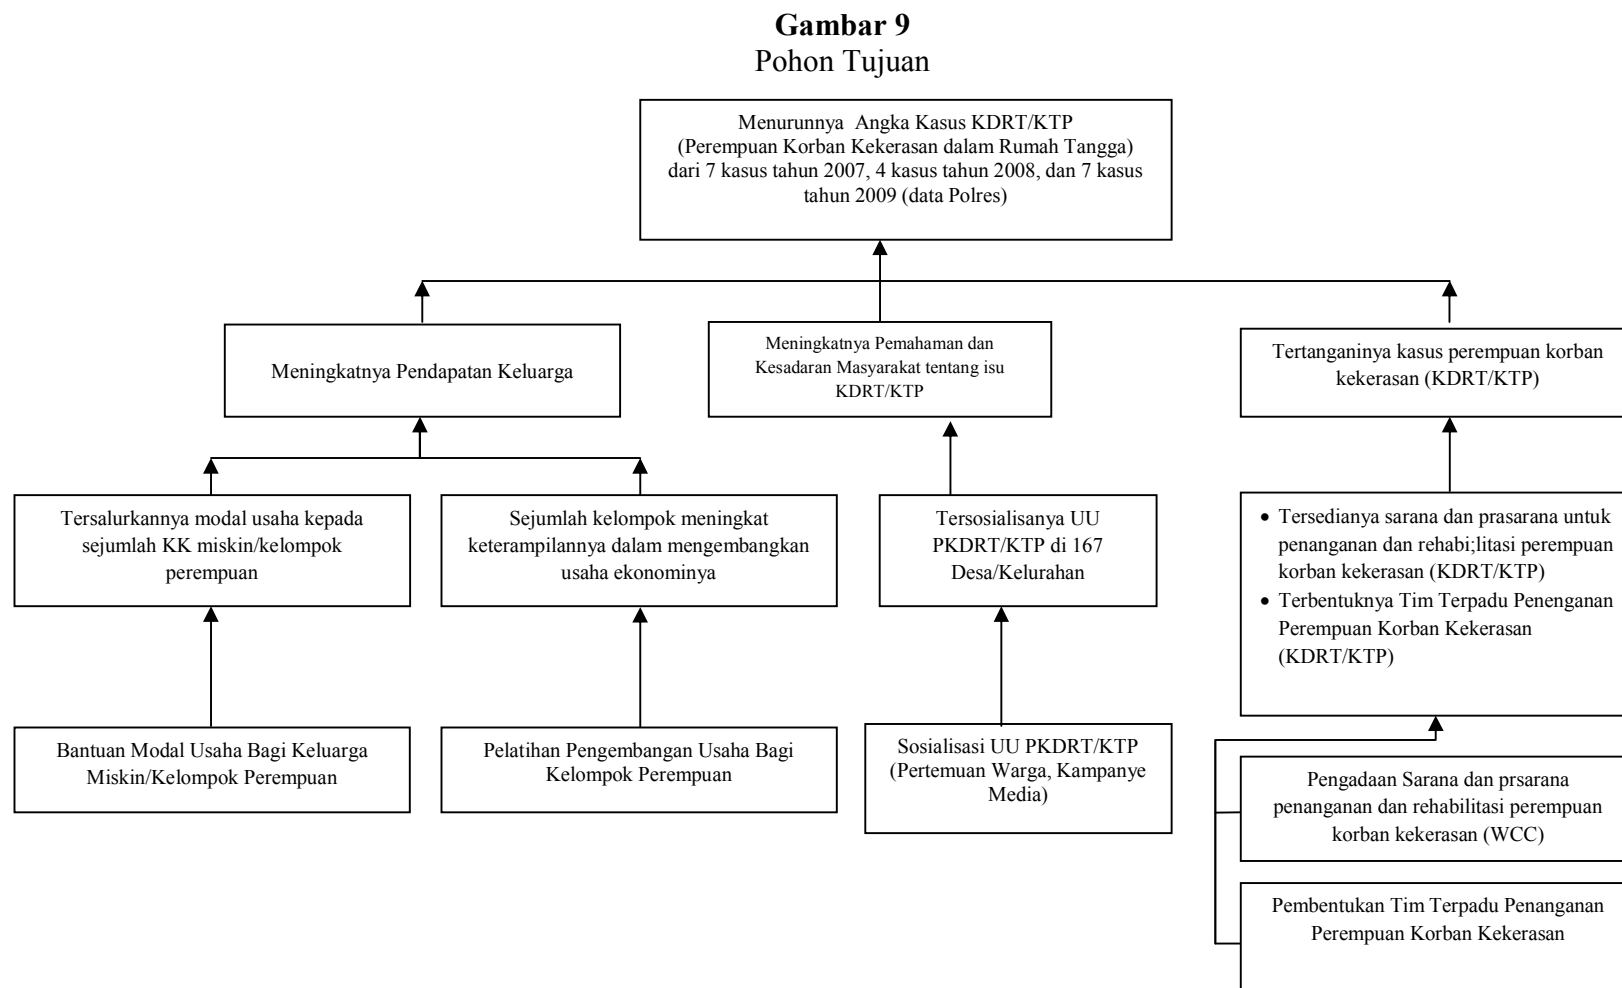 Gambar 9
Pohon Tujuan
Menurunnya Angka Kasus KDRT/KTP
(Perempuan Korban Kekerasan dalam Rumah Tangga)
dari 7 kasus tahun 2007, 4 kasus tahun 2008, dan 7 kasus
tahun 2009 (data Polres)
Meningkatnya Pendapatan Keluarga
Meningkatnya Pemahaman dan
Kesadaran Masyarakat tentang isu
KDRT/KTP
Tertanganinya kasus perempuan korban
kekerasan (KDRT/KTP)
Tersalurkannya modal usaha kepada
sejumlah KK miskin/kelompok
perempuan
Sejumlah kelompok meningkat
keterampilannya dalam mengembangkan
usaha ekonominya
Tersosialisanya UU
PKDRT/KTP di 167
Desa/Kelurahan
• Tersedianya sarana dan prasarana untuk
penanganan dan rehabi;litasi perempuan
korban kekerasan (KDRT/KTP)
• Terbentuknya Tim Terpadu Penenganan
Perempuan Korban Kekerasan
(KDRT/KTP)
Bantuan Modal Usaha Bagi Keluarga
Miskin/Kelompok Perempuan
Pelatihan Pengembangan Usaha Bagi
Kelompok Perempuan
Sosialisasi UU PKDRT/KTP
(Pertemuan Warga, Kampanye
Media)
Pengadaan Sarana dan prsarana
penanganan dan rehabilitasi perempuan
korban kekerasan (WCC)
Pembentukan Tim Terpadu Penanganan
Perempuan Korban Kekerasan